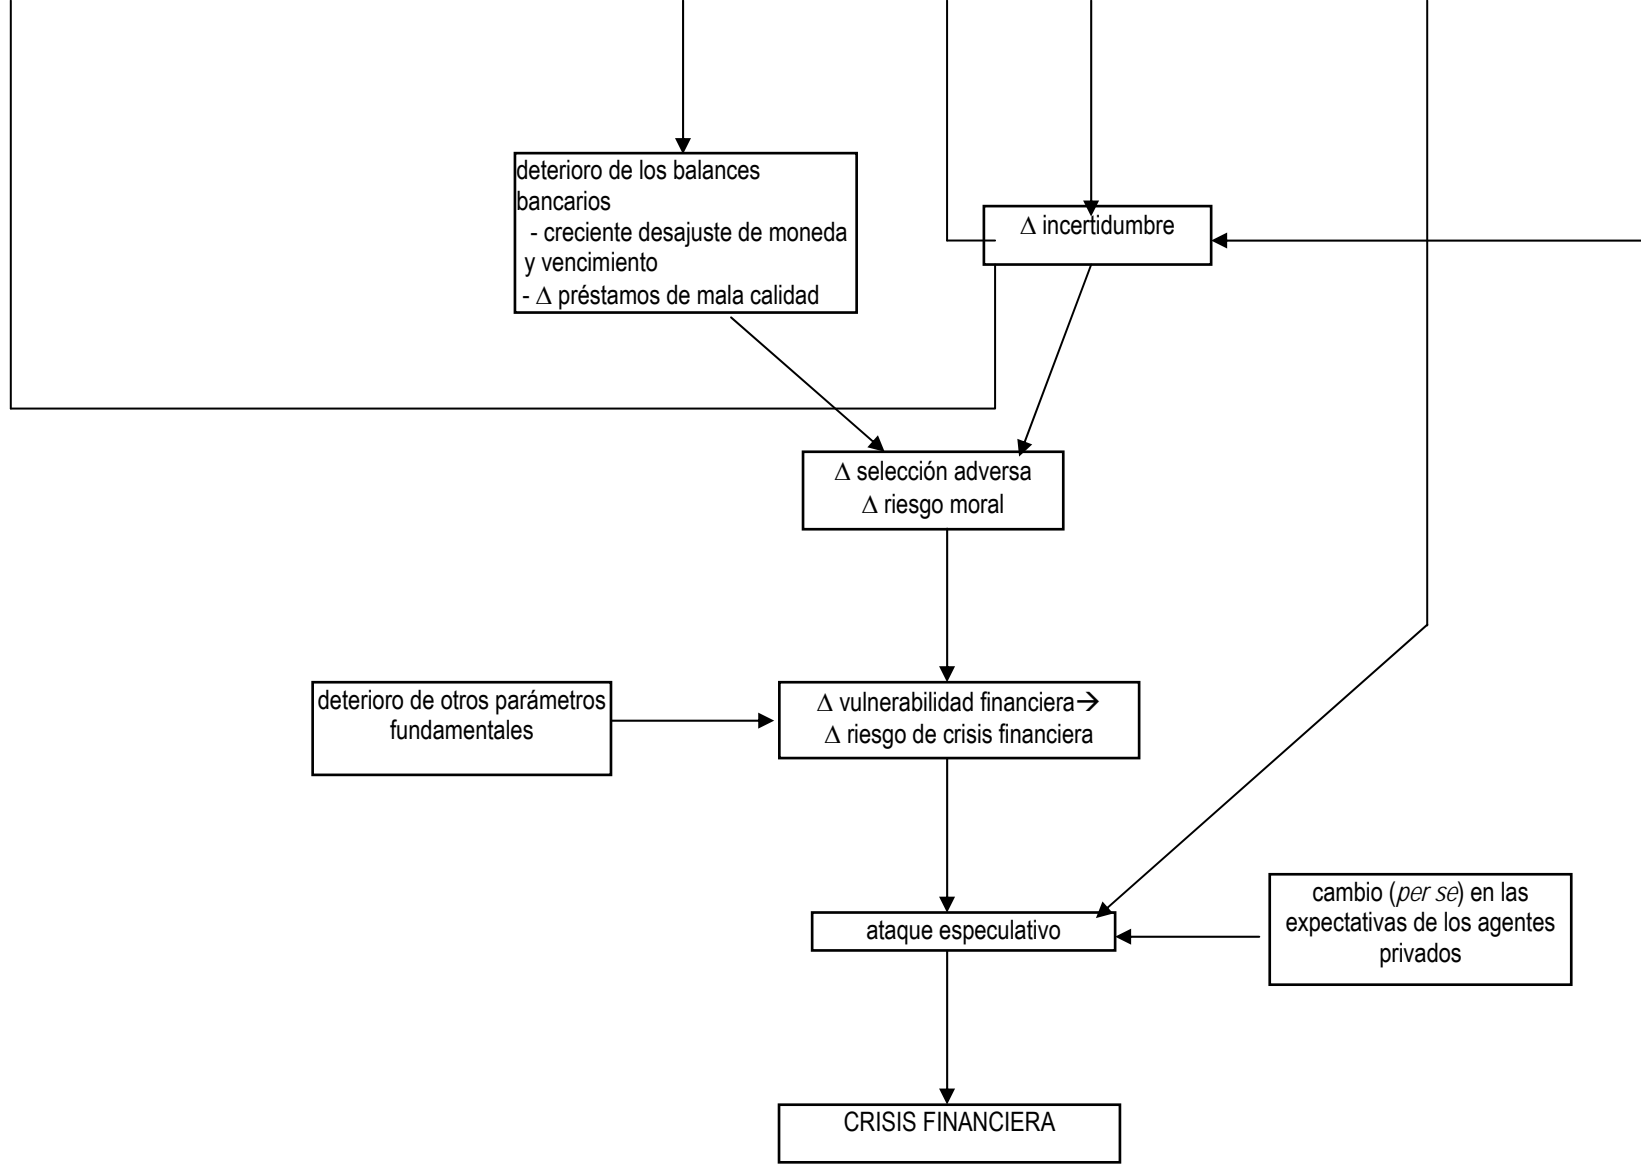 deterioro de los balances
bancarios
- creciente desajuste de moneda
y vencimiento
- Δ préstamos de mala calidad
Δ incertidumbre
Δ selección adversa
Δ riesgo moral
deterioro de otros parámetros
fundamentales
Δ vulnerabilidad financiera→
Δ riesgo de crisis financiera
cambio (per se) en las
expectativas de los agentes
privados
ataque especulativo
CRISIS FINANCIERA